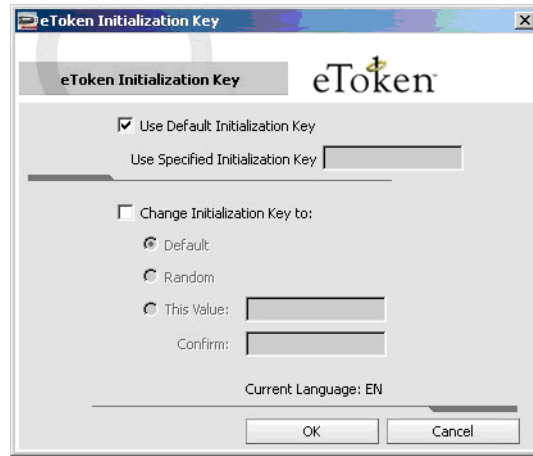 eToken Initialization Key
eToken Initialization Key
eToken
Use Default Initialization Key
Use Specified Initialization Key
Change Initialization Key to:
Default
Random
This Value:
Confirm:
Current Language: EN
OK
Cancel